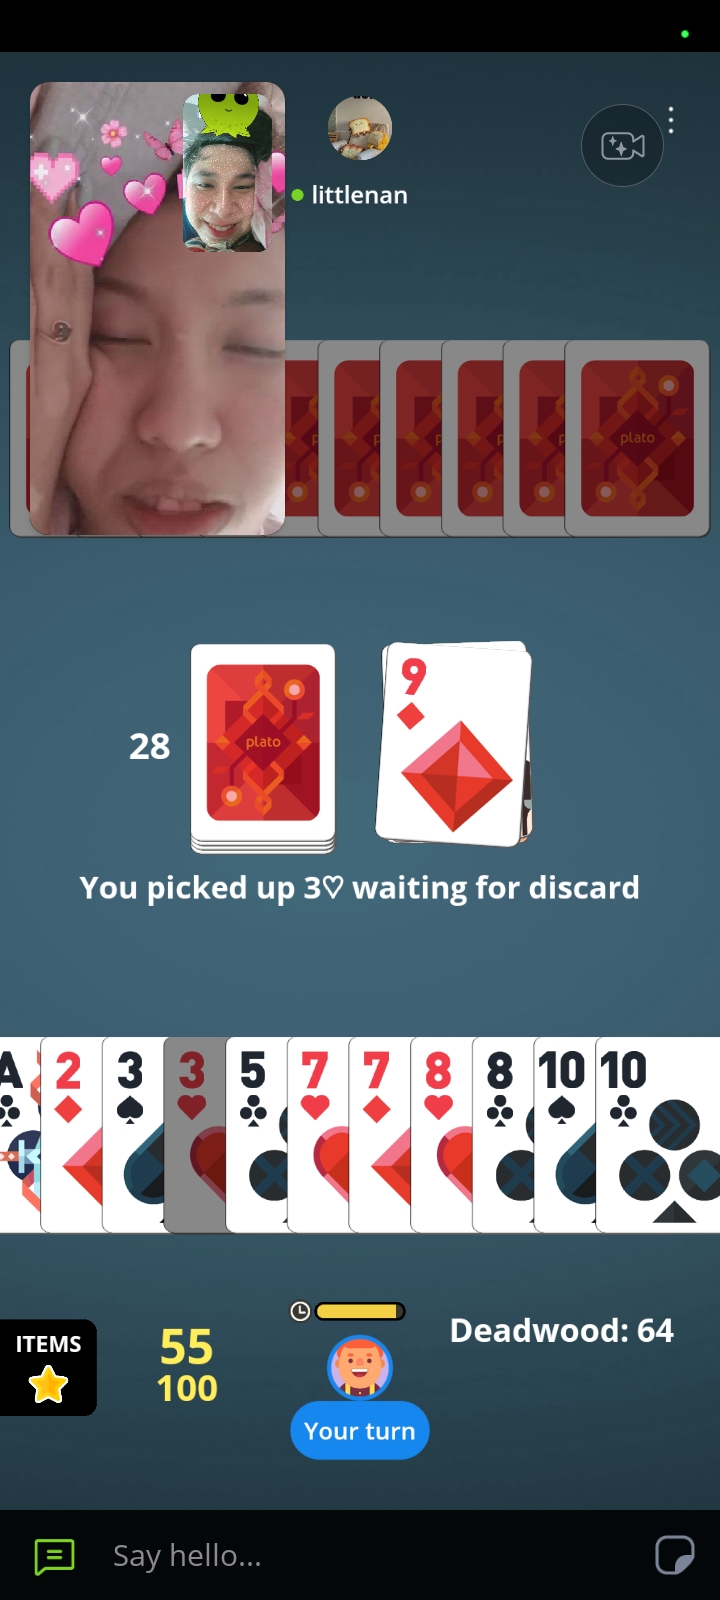 littlenan
plato
28
plato
9
You picked up 3♡ waiting for discard
A 2 3 3 5 7 7 8 8 10 10
ITEMS
55
100
Deadwood: 64
Your turn
Say hello...